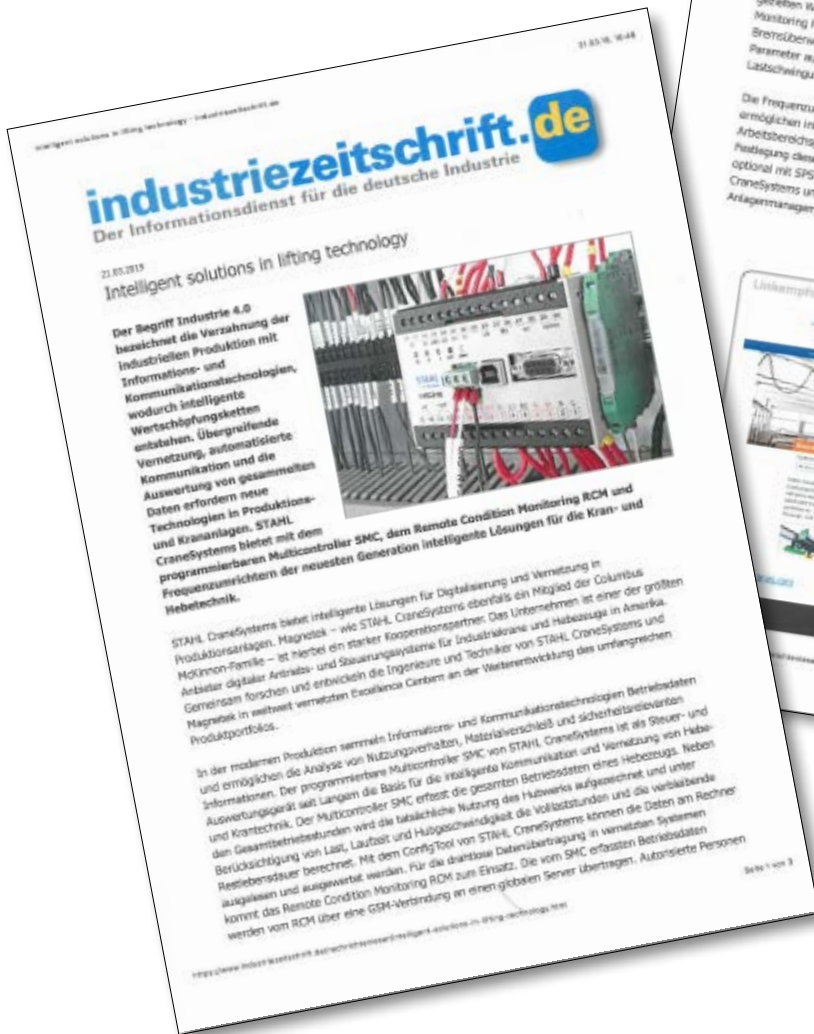 intelligent solutions in lifting technology - industriezeitschrift.de
industriezeitschrift.de
Der Informationsdienst für die deutsche Industrie
21.03.2019
Intelligent solutions in lifting technology
Der Begriff Industrie 4.0
bezeichnet die Verzahnung der
industriellen Produktion mit
Informations- und
Kommunikationstechnologien,
wodurch intelligente
Wertschöpfungsketten
entstehen. Übergreifende
Vernetzung, automatisierte
Kommunikation und die
Auswertung von gesammelten
Daten erfordern neue
Technologien in Produktions-
und Krananlagen. STAHL
CraneSystems bietet mit dem
programmierbaren Multicontroller SMC, dem Remote Condition Monitoring RCM und
Frequenzumrichtern der neuesten Generation intelligente Lösungen für die Kran- und
Hebetechnik.
STAHL CraneSystems bietet intelligente Lösungen für Digitalisierung und Vernetzung in
Produktionsanlagen. Magnetek – wie STAHL CraneSystems ebenfalls ein Mitglied der Columbus
McKinnon-Familie – ist hierbei ein starker Kooperationspartner. Das Unternehmen ist einer der größten
Anbieter digitaler Antriebs- und Steuerungssysteme für Industriekrane und Hebezeuge in Amerika.
Gemeinsam forschen und entwickeln die Ingenieure und Techniker von STAHL CraneSystems und
Magnetek in weltweit vernetzten Excellence Centern an der Weiterentwicklung des umfangreichen
Produktportfolios.
In der modernen Produktion sammeln Informations- und Kommunikationstechnologien Betriebsdaten
und ermöglichen die Analyse von Nutzungsverhalten, Materialverschleiß und sicherheitsrelevanten
Informationen. Der programmierbare Multicontroller SMC von STAHL CraneSystems ist als Steuer- und
Auswertungsgerät seit Langem die Basis für die intelligente Kommunikation und Vernetzung von Hebe-
und Krantechnik. Der Multicontroller SMC erfasst die gesamten Betriebsdaten eines Hebezeugs. Neben
den Gesamtbetriebsstunden wird die tatsächliche Nutzung des Hubwerks aufgezeichnet und unter
Berücksichtigung von Last, Laufzeit und Hubgeschwindigkeit die Volllaststunden und die verbleibende
Restlebensdauer berechnet. Mit dem ConfigTool von STAHL CraneSystems können die Daten am Rechner
ausgelesen und ausgewertet werden. Für die drahtlose Datenübertragung in vernetzten Systemen
kommt das Remote Condition Monitoring RCM zum Einsatz. Die vom SMC erfassten Betriebsdaten
werden vom RCM über eine GSM-Verbindung an einen globalen Server übertragen. Autorisierte Personen
Seite 1 von 3
Monitoring
Parameter
Die
ermöglichen
optional mit SPS
CraneSystems